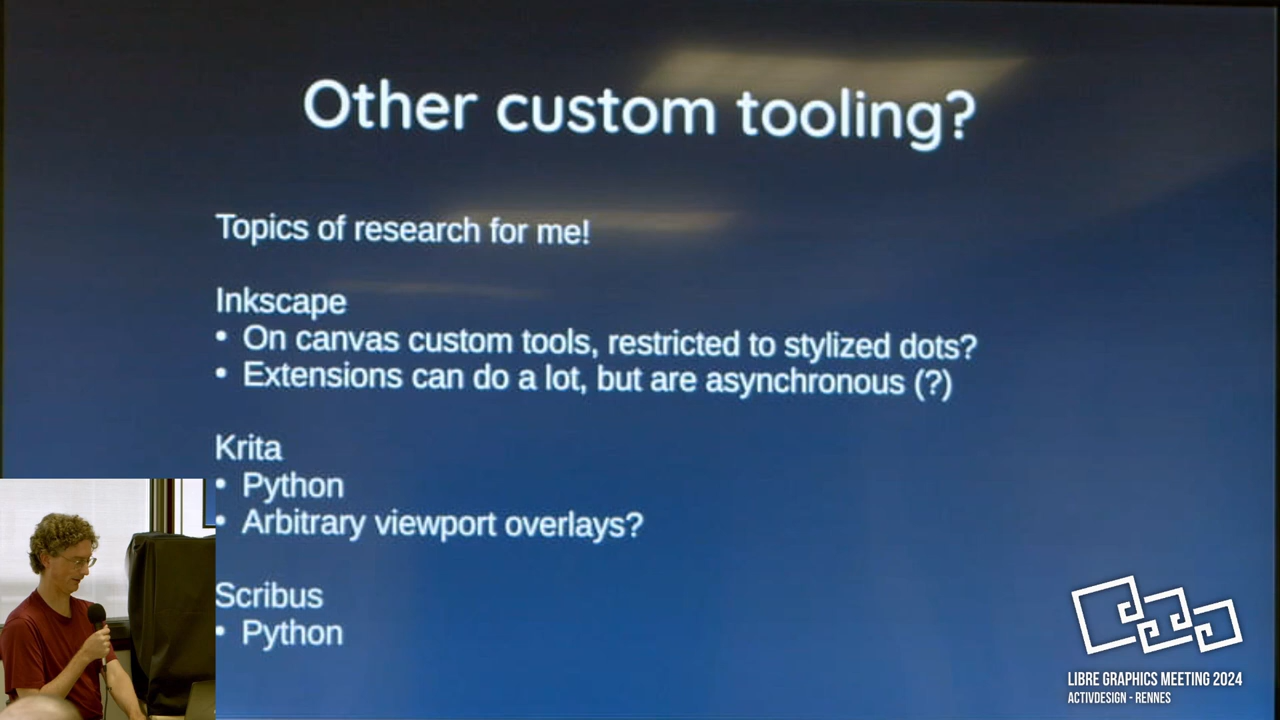 Other custom tooling?
Topics of research for me!
Inkscape
• On canvas custom tools, restricted to stylized dots?
• Extensions can do a lot, but are asynchronous (?)
Krita
• Python
• Arbitrary viewport overlays?
Scribus
• Python
LIBRE GRAPHICS MEETING 2024
ACTIVDESIGN - RENNES